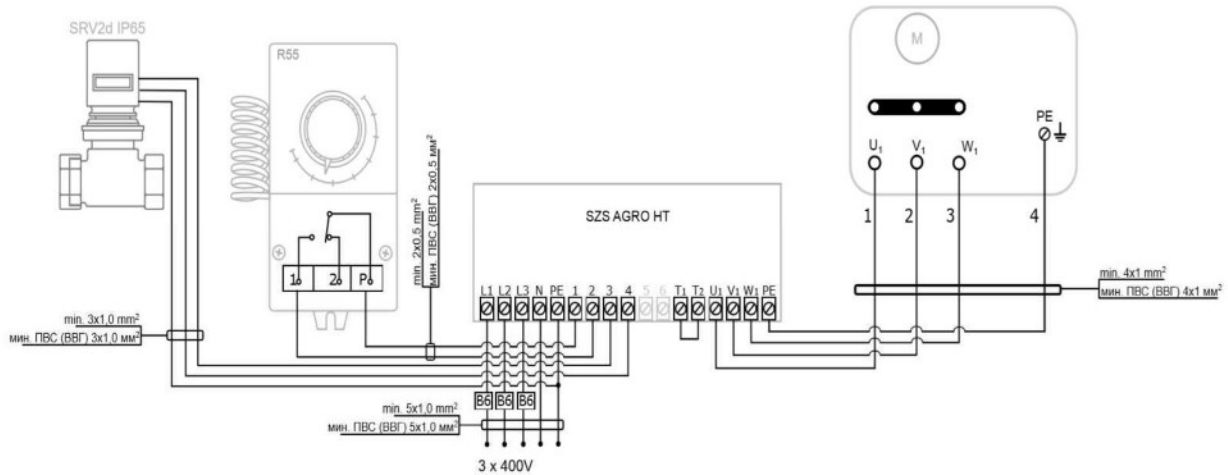 SRV2d IP65
R55
1 2 P
min. 3x1,0 mm²
мин. ПВС (ВВГ) 3x1,0 мм²
min. 2x0,5 mm²
мин. ПВС (ВВГ) 2x0,5 мм²
SZS AGRO HT
L1 L2 L3 N PE 1 2 3 4 5 6 T1 T2 U1 V1 W1 PE
B6 B6 B6
min. 5x1,0 mm²
мин. ПВС (ВВГ) 5x1,0 мм²
3 x 400V
M
PE
U1 V1 W1
1 2 3 4
min. 4x1 mm²
мин. ПВС (ВВГ) 4x1 мм²